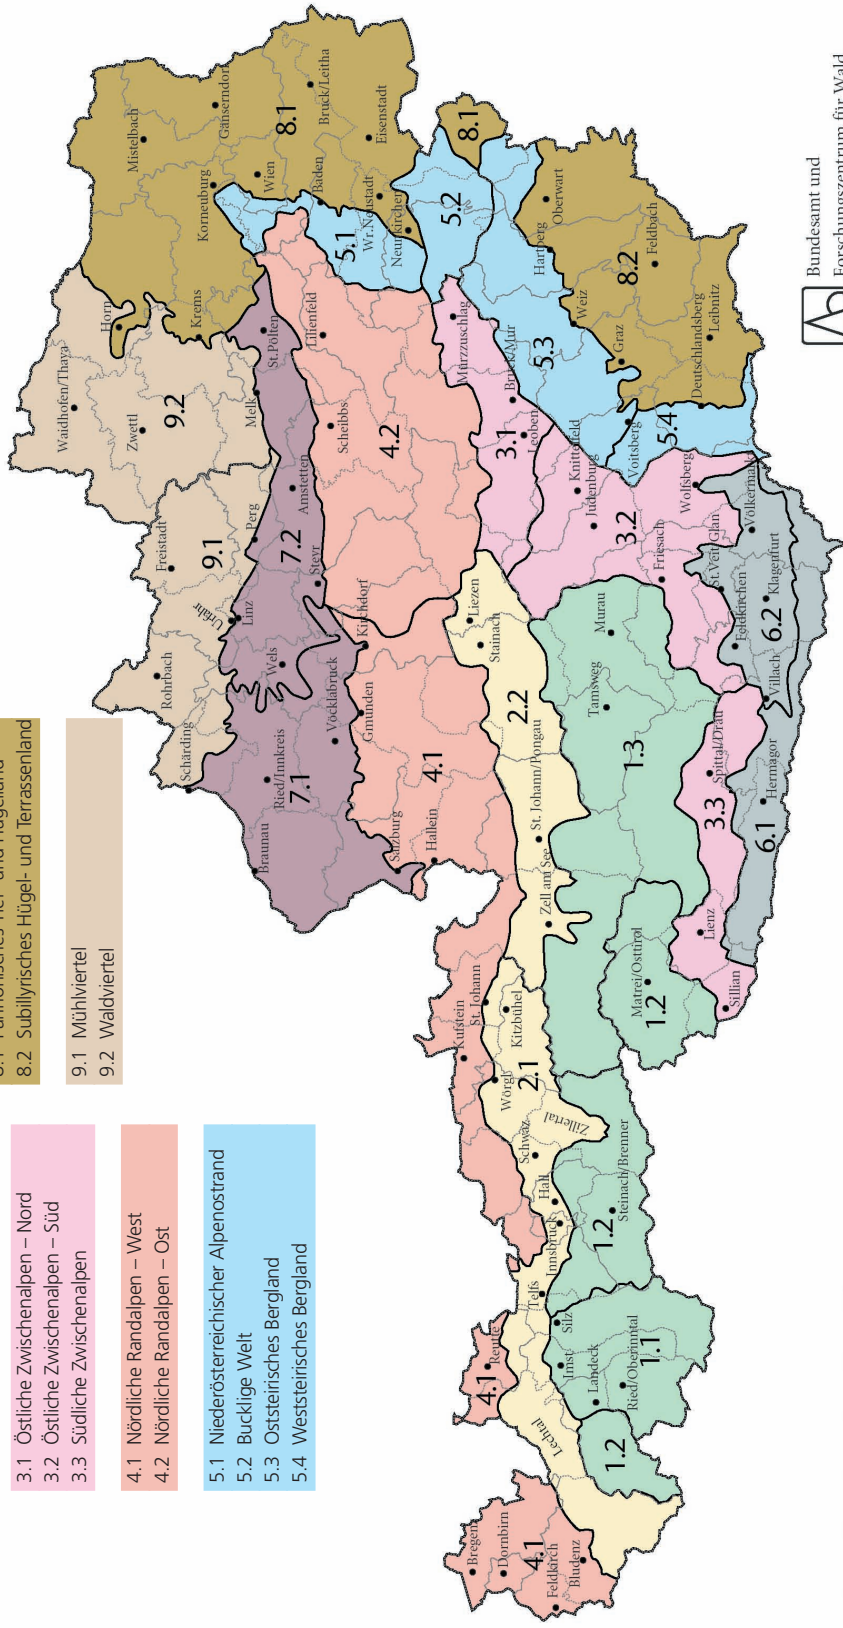 3.1 Östliche Zwischenalpen – Nord
3.2 Östliche Zwischenalpen – Süd
3.3 Südliche Zwischenalpen
4.1 Nördliche Randalpen – West
4.2 Nördliche Randalpen – Ost
5.1 Niederösterreichischer Alpenostrand
5.2 Bucklige Welt
5.3 Oststeirisches Bergland
5.4 Weststeirisches Bergland
8.2 Subillyrisches Hügel- und Terrassenland
9.1 Mühlviertel
9.2 Waldviertel
Bregenz
Dornbirn
4.1
Feldkirch
Bludenz
Lechtal
1.2
4.1
Reutte
Imst
Silz
Landeck
Ried/Oberinntal
1.1
Telfs
Innsbruck
Hall
1.2
Steinach/Brenner
Schwaz
Zillertal
Wörgl
2.1
Kufstein
St. Johann
Kitzbühel
Matrei/Osttirol
1.2
Sillian
Lienz
Zell am See
St. Johann/Pongau
2.2
Hallein
Salzburg
4.1
Braunau
Ried/Innkreis
7.1
Schärding
Vöcklabruck
Gmunden
Wels
Kirchdorf
Rohrbach
Urfahr
Linz
Freistadt
9.1
Perg
Steyr
7.2
Amstetten
Melk
St.Pölten
Stainach
Liezen
Tamsweg
Murau
1.3
Spittal/Drau
3.3
Hermagor
6.1
Villach
Feldkirchen
6.2
Klagenfurt
St.Veit/Glan
Völkermarkt
Friesach
Wolfsberg
3.2
Judenburg
Knittelfeld
Leoben
3.1
Bruck/Mur
Mürzzuschlag
Scheibbs
4.2
Lilienfeld
Waidhofen/Thaya
Zwettl
9.2
Horn
Krems
Mistelbach
Gänserndorf
Korneuburg
Wien
8.1
Bruck/Leitha
Baden
Eisenstadt
Wr.Neustadt
5.1
Neunkirchen
5.2
8.1
Hartberg
Oberwart
5.3
Weiz
Feldbach
8.2
Graz
Voitsberg
5.4
Deutschlandsberg
Leibnitz
Bundesamt und
Forschungszentrum für Wald